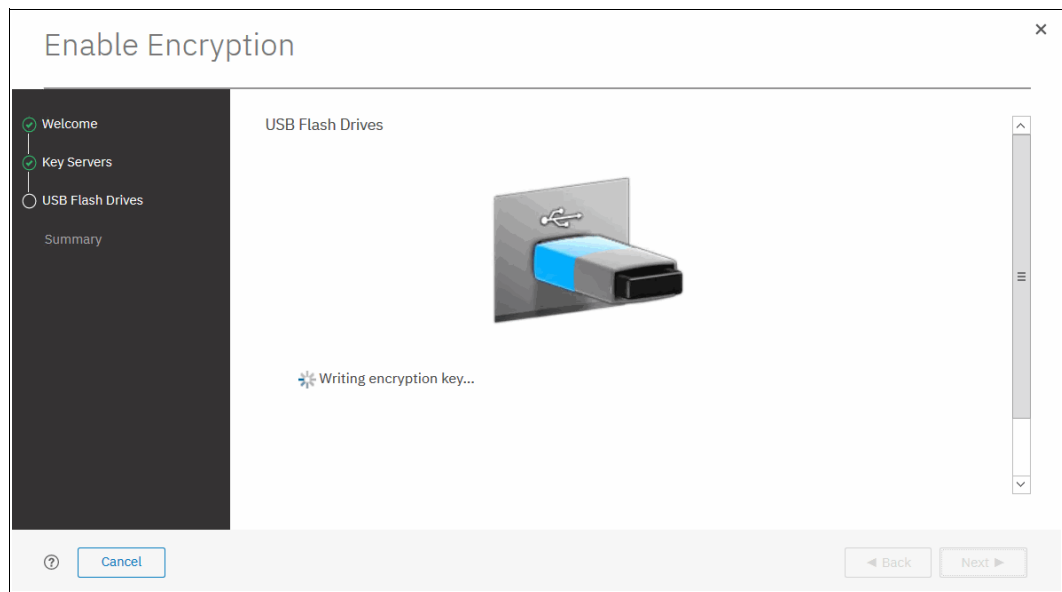 Enable Encryption
Welcome
Key Servers
USB Flash Drives
Summary
USB Flash Drives
Writing encryption key...
Cancel
Back
Next